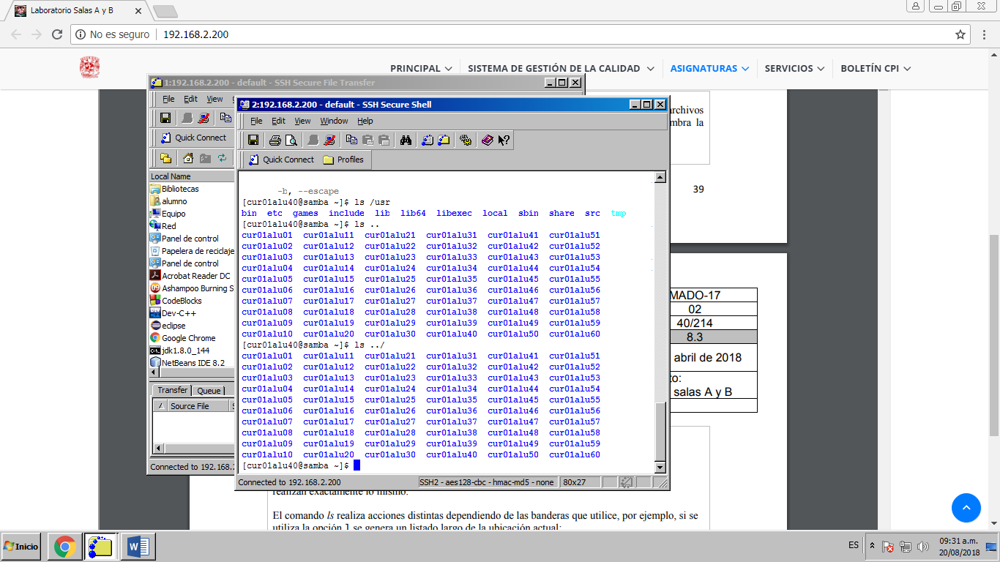 Laboratorio Salas A y B
No es seguro
192.168.2.200
PRINCIPAL
SISTEMA DE GESTIÓN DE LA CALIDAD
ASIGNATURAS
SERVICIOS
BOLETÍN CPI
1:192.168.2.200 - default - SSH Secure File Transfer
File Edit View
Quick Connect
Local Name
Bibliotecas
alumno
Equipo
Red
Panel de control
Papelera de reciclaje
Panel de control
Acrobat Reader DC
Ashampoo Burning S
CodeBlocks
Dev-C++
eclipse
Google Chrome
jdk1.8.0_144
NetBeans IDE 8.2
Transfer Queue
Source File
Connected to 192.168.2
2:192.168.2.200 - default - SSH Secure Shell
File Edit View Window Help
Quick Connect Profiles
-b, --escape
[cur01alu40@samba ~]$ ls /usr
bin etc games include lib lib64 libexec local sbin share src tmp
[cur01alu40@samba ~]$ ls ..
cur01alu01 cur01alu11 cur01alu21 cur01alu31 cur01alu41 cur01alu51
cur01alu02 cur01alu12 cur01alu22 cur01alu32 cur01alu42 cur01alu52
cur01alu03 cur01alu13 cur01alu23 cur01alu33 cur01alu43 cur01alu53
cur01alu04 cur01alu14 cur01alu24 cur01alu34 cur01alu44 cur01alu54
cur01alu05 cur01alu15 cur01alu25 cur01alu35 cur01alu45 cur01alu55
cur01alu06 cur01alu16 cur01alu26 cur01alu36 cur01alu46 cur01alu56
cur01alu07 cur01alu17 cur01alu27 cur01alu37 cur01alu47 cur01alu57
cur01alu08 cur01alu18 cur01alu28 cur01alu38 cur01alu48 cur01alu58
cur01alu09 cur01alu19 cur01alu29 cur01alu39 cur01alu49 cur01alu59
cur01alu10 cur01alu20 cur01alu30 cur01alu40 cur01alu50 cur01alu60
[cur01alu40@samba ~]$ ls ../
cur01alu01 cur01alu11 cur01alu21 cur01alu31 cur01alu41 cur01alu51
cur01alu02 cur01alu12 cur01alu22 cur01alu32 cur01alu42 cur01alu52
cur01alu03 cur01alu13 cur01alu23 cur01alu33 cur01alu43 cur01alu53
cur01alu04 cur01alu14 cur01alu24 cur01alu34 cur01alu44 cur01alu54
cur01alu05 cur01alu15 cur01alu25 cur01alu35 cur01alu45 cur01alu55
cur01alu06 cur01alu16 cur01alu26 cur01alu36 cur01alu46 cur01alu56
cur01alu07 cur01alu17 cur01alu27 cur01alu37 cur01alu47 cur01alu57
cur01alu08 cur01alu18 cur01alu28 cur01alu38 cur01alu48 cur01alu58
cur01alu09 cur01alu19 cur01alu29 cur01alu39 cur01alu49 cur01alu59
cur01alu10 cur01alu20 cur01alu30 cur01alu40 cur01alu50 cur01alu60
[cur01alu40@samba ~]$
Connected to 192.168.2.200
SSH2 - aes128-cbc - hmac-md5 - none
80x27
archivos
mbra la
39
MADO-17
02
40/214
8.3
abril de 2018
to:
salas A y B
realizan exactamente lo mismo.
El comando ls realiza acciones distintas dependiendo de las banderas que utilice, por ejemplo, si se
utiliza la opción l se genera un listado largo de la ubicación actual:
Inicio
ES
09:31 a.m.
20/08/2018